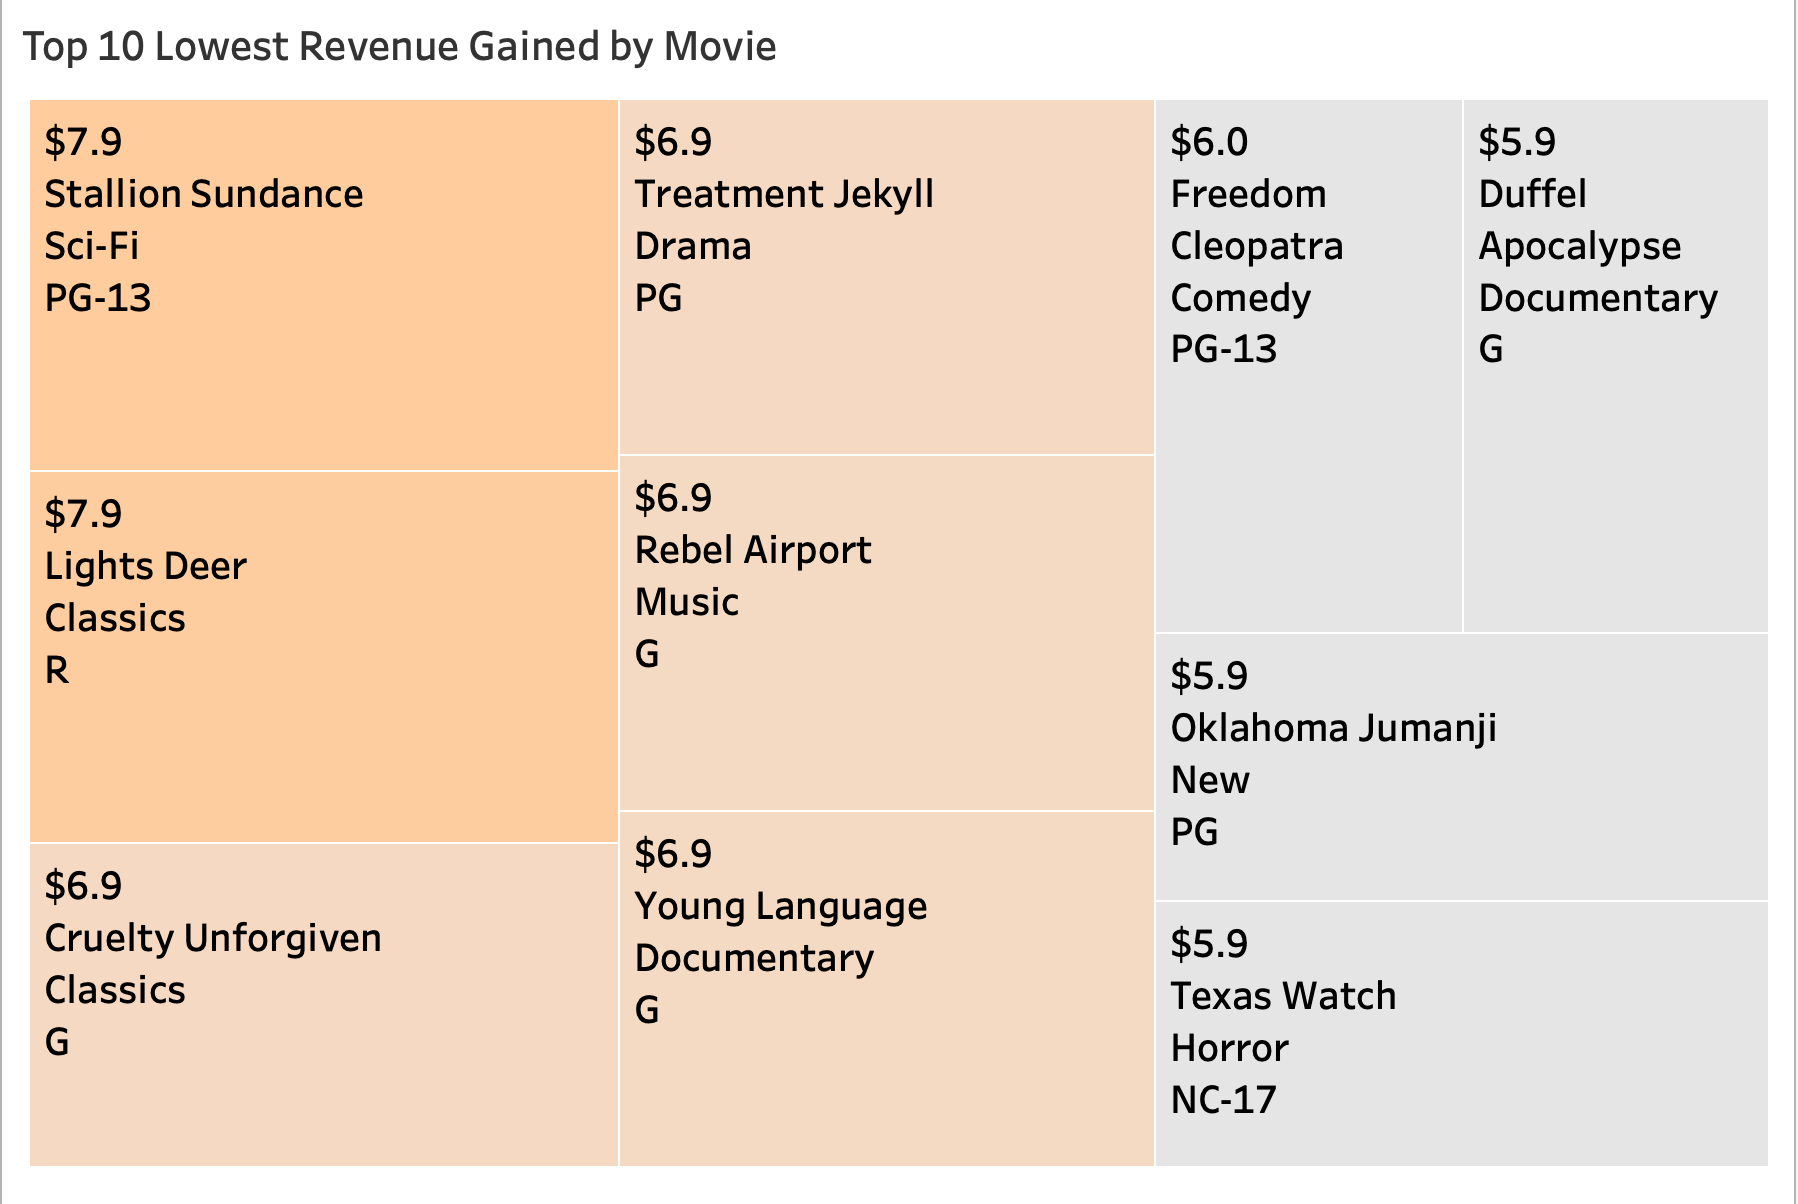 Top 10 Lowest Revenue Gained by Movie
$7.9
Stallion Sundance
Sci-Fi
PG-13
$7.9
Lights Deer
Classics
R
$6.9
Cruelty Unforgiven
Classics
G
$6.9
Treatment Jekyll
Drama
PG
$6.9
Rebel Airport
Music
G
$6.9
Young Language
Documentary
G
$6.0
Freedom
Cleopatra
Comedy
PG-13
$5.9
Duffel
Apocalypse
Documentary
G
$5.9
Oklahoma Jumanji
New
PG
$5.9
Texas Watch
Horror
NC-17